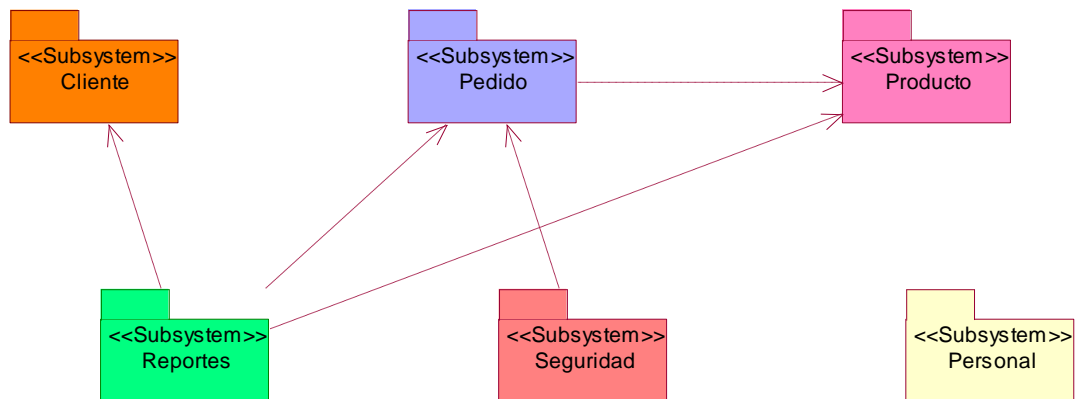 <<Subsystem>>
Cliente
<<Subsystem>>
Pedido
<<Subsystem>>
Producto
<<Subsystem>>
Reportes
<<Subsystem>>
Seguridad
<<Subsystem>>
Personal